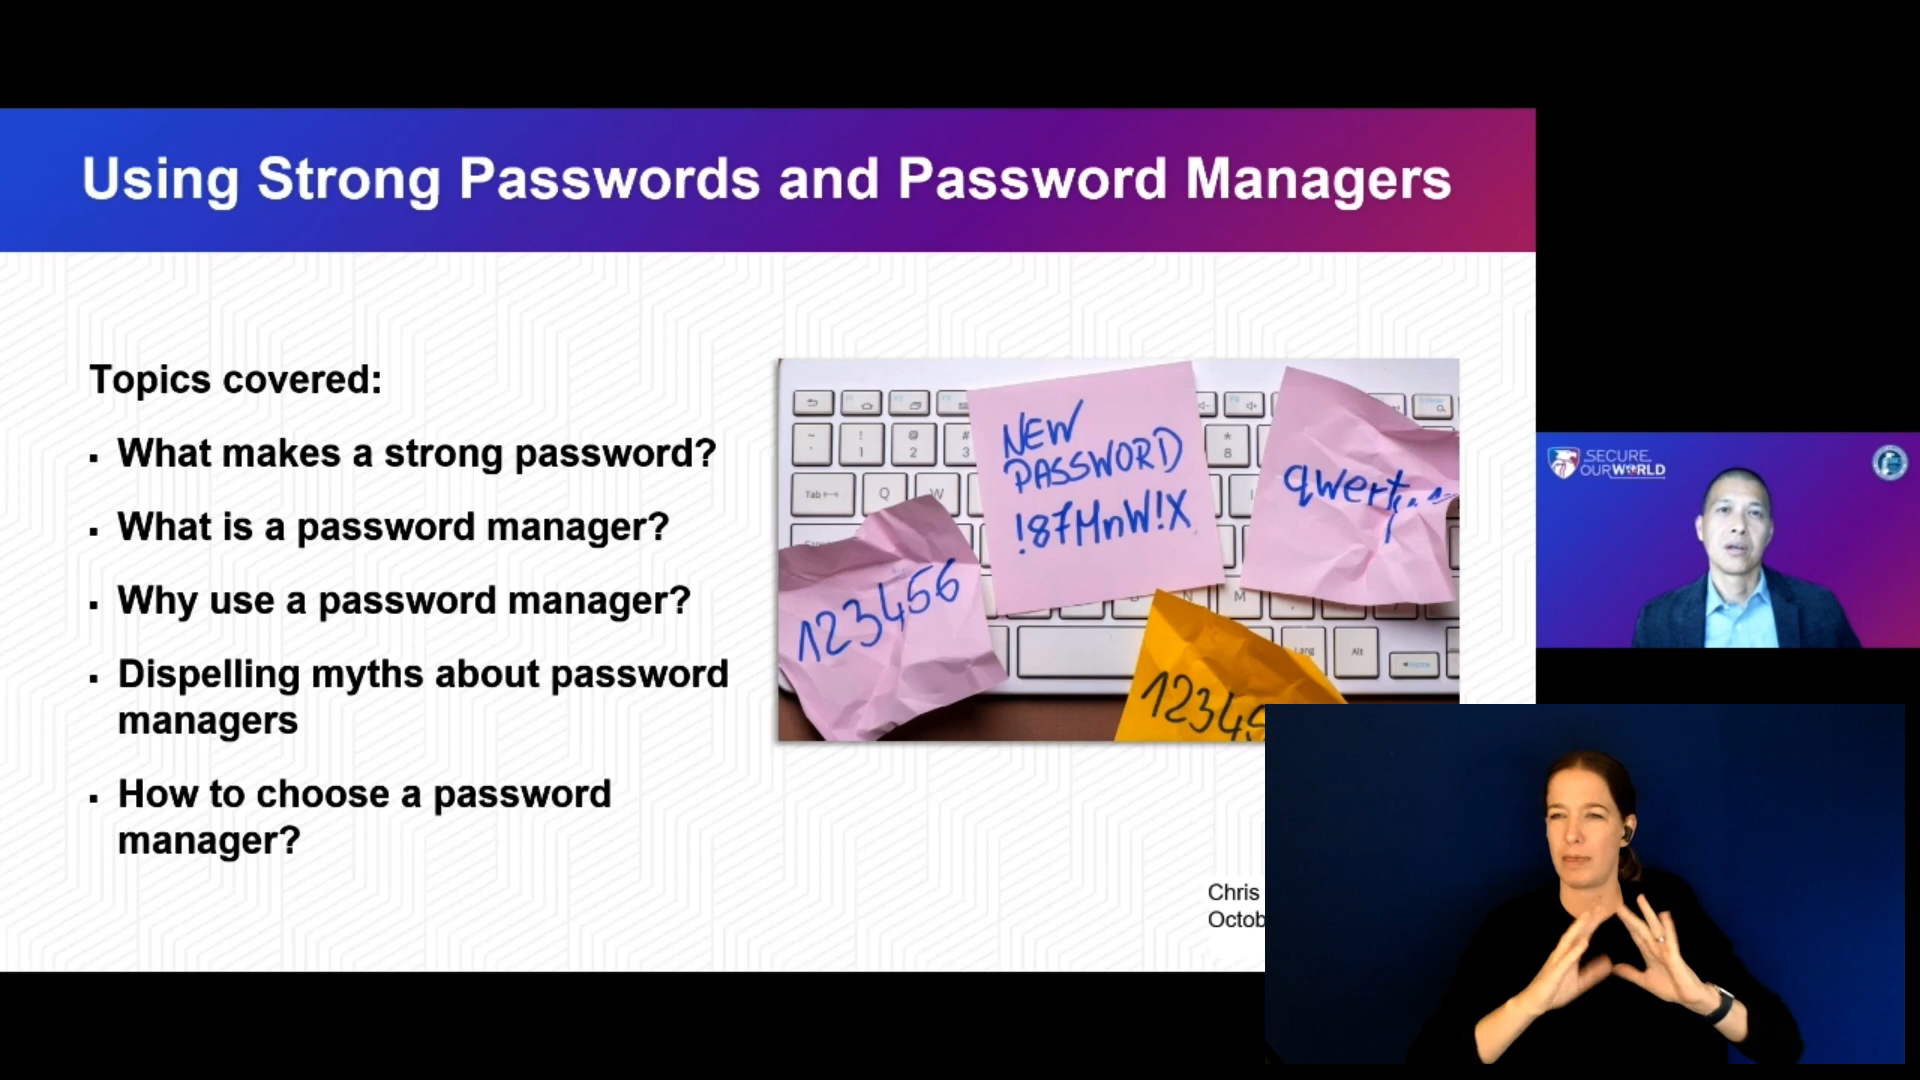 Using Strong Passwords and Password Managers
Topics covered:
▪ What makes a strong password?
▪ What is a password manager?
▪ Why use a password manager?
▪ Dispelling myths about password
managers
▪ How to choose a password
manager?
NEW
PASSWORD
!87MnW!X
123456
12345
Chris
Octob
SECURE
OUR WORLD